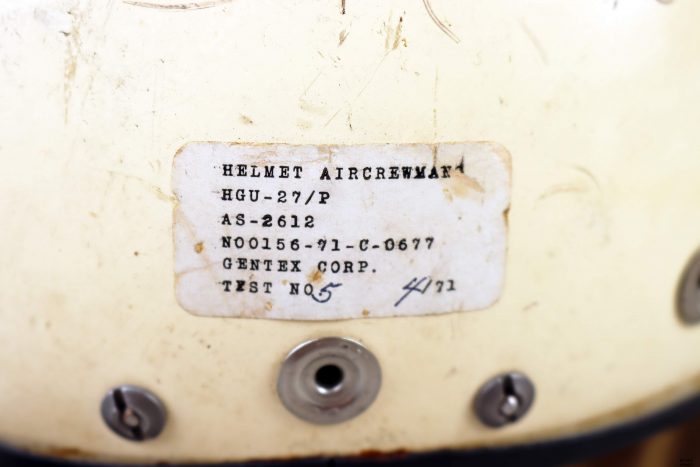 HELMET AIRCREWMAN
HGU-27/P
AS-2612
N00156-71-C-0677
GENTEX CORP.
TEST NO 5 4/71